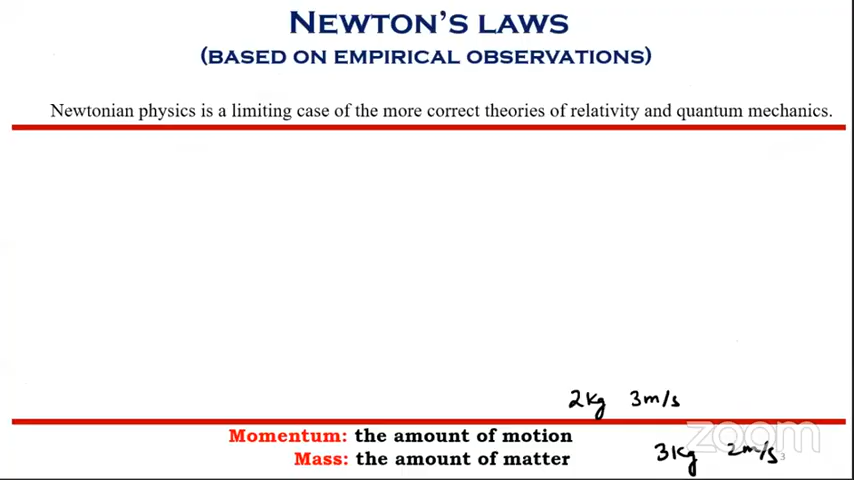 NEWTON'S LAWS
(BASED ON EMPIRICAL OBSERVATIONS)
Newtonian physics is a limiting case of the more correct theories of relativity and quantum mechanics.
2kg 3m/s
Momentum: the amount of motion
zoom
Mass: the amount of matter
3kg 2m/s
3